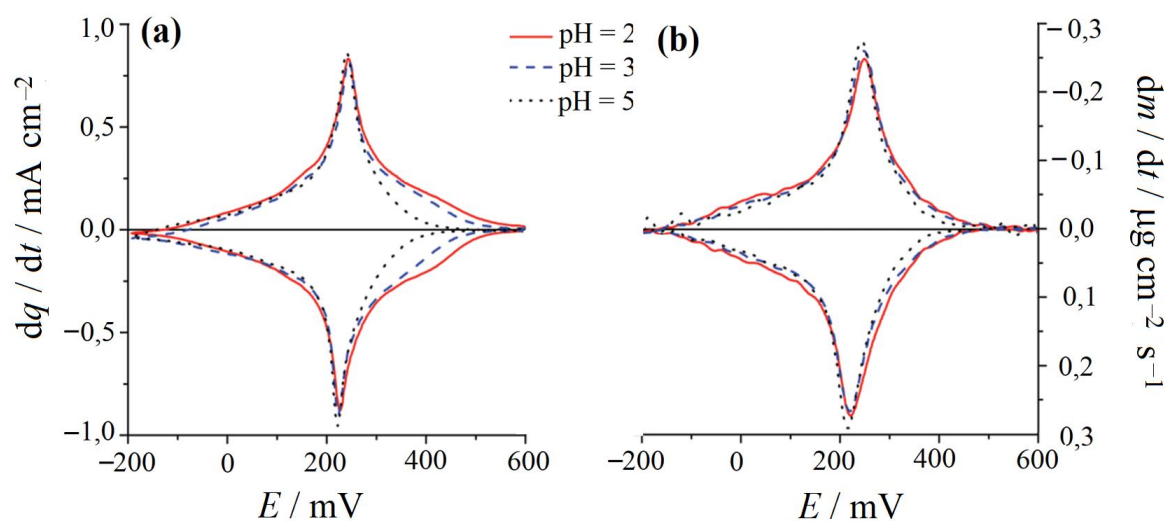 (a)
1,0
0,5
0,0
−0,5
−1,0
dq / dt / mA cm−2
−200 0 200 400 600
E / mV
pH = 2
pH = 3
pH = 5
(b)
−0,3
−0,2
−0,1
0,0
0,1
0,2
0,3
dm / dt / μg cm−2 s−1
−200 0 200 400 600
E / mV